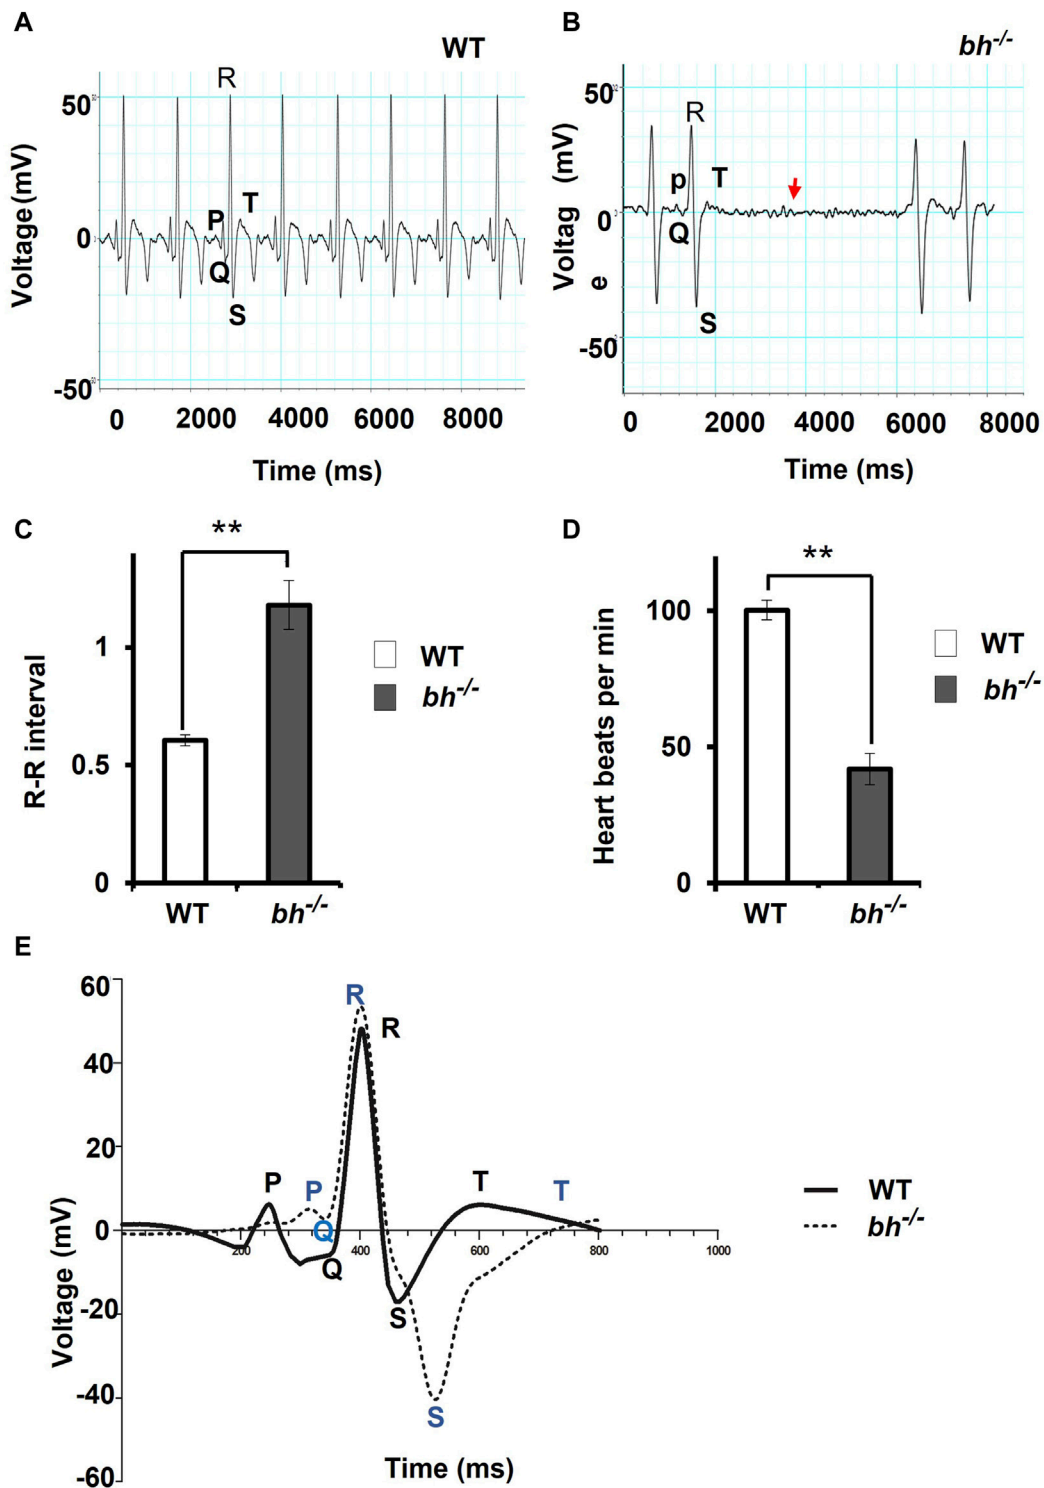 A
WT
R
50
P
T
0
Q
S
-50
Voltage(mV)
0 2000 4000 6000 8000
Time (ms)
B
bh-/-
50
R
p
T
0
Q
S
-50
Voltag e (mV)
0 2000 4000 6000 8000
Time (ms)
C
**
1
0.5
0
R-R interval
WT
bh-/-
WT bh-/-
D
**
100
50
0
Heart beats per min
WT
bh-/-
WT bh-/-
E
60
R
R
40
20
P
P
T
T
0
Q
Q
200 400 600 800 1000
-20
S
-40
S
-60
Voltage (mV)
Time (ms)
WT
bh-/-